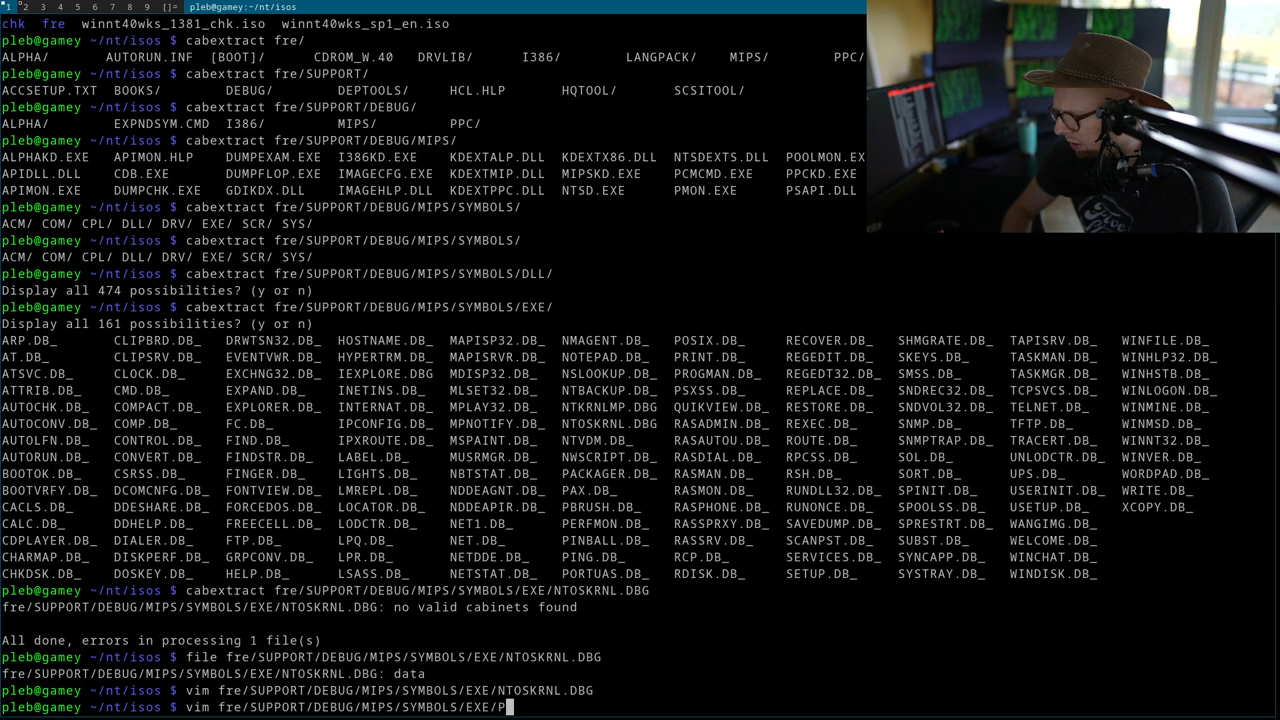 1 2 3 4 5 6 7 8 9 []= pleb@gamey:~/nt/isos
chk fre winnt40wks_1381_chk.iso winnt40wks_sp1_en.iso
pleb@gamey ~/nt/isos $ cabextract fre/
ALPHA/ AUTORUN.INF [BOOT]/ CDROM_W.40 DRVLIB/ I386/ LANGPACK/ MIPS/ PPC/
pleb@gamey ~/nt/isos $ cabextract fre/SUPPORT/
ACCSETUP.TXT BOOKS/ DEBUG/ DEPTOOLS/ HCL.HLP HQTOOL/ SCSITOOL/
pleb@gamey ~/nt/isos $ cabextract fre/SUPPORT/DEBUG/
ALPHA/ EXPNDSYM.CMD I386/ MIPS/ PPC/
pleb@gamey ~/nt/isos $ cabextract fre/SUPPORT/DEBUG/MIPS/
ALPHAKD.EXE APIMON.HLP DUMPEXAM.EXE I386KD.EXE KDEXTALP.DLL KDEXTX86.DLL NTSDEXTS.DLL POOLMON.EX
APIDLL.DLL CDB.EXE DUMPFLOP.EXE IMAGECFG.EXE KDEXTMIP.DLL MIPSKD.EXE PCMCMD.EXE PPCKD.EXE
APIMON.EXE DUMPCHK.EXE GDIKDX.DLL IMAGEHLP.DLL KDEXTPPC.DLL NTSD.EXE PMON.EXE PSAPI.DLL
pleb@gamey ~/nt/isos $ cabextract fre/SUPPORT/DEBUG/MIPS/SYMBOLS/
ACM/ COM/ CPL/ DLL/ DRV/ EXE/ SCR/ SYS/
pleb@gamey ~/nt/isos $ cabextract fre/SUPPORT/DEBUG/MIPS/SYMBOLS/
ACM/ COM/ CPL/ DLL/ DRV/ EXE/ SCR/ SYS/
pleb@gamey ~/nt/isos $ cabextract fre/SUPPORT/DEBUG/MIPS/SYMBOLS/DLL/
Display all 474 possibilities? (y or n)
pleb@gamey ~/nt/isos $ cabextract fre/SUPPORT/DEBUG/MIPS/SYMBOLS/EXE/
Display all 161 possibilities? (y or n)
ARP.DB_ CLIPBRD.DB_ DRWTSN32.DB_ HOSTNAME.DB_ MAPISP32.DB_ NMAGENT.DB_ POSIX.DB_ RECOVER.DB_ SHMGRATE.DB_ TAPISRV.DB_ WINFILE.DB_
AT.DB_ CLIPSRV.DB_ EVENTVWR.DB_ HYPERTRM.DB_ MAPISRVR.DB_ NOTEPAD.DB_ PRINT.DB_ REGEDIT.DB_ SKEYS.DB_ TASKMAN.DB_ WINHLP32.DB_
ATSVC.DB_ CLOCK.DB_ EXCHNG32.DB_ IEXPLORE.DBG MDISP32.DB_ NSLOOKUP.DB_ PROGMAN.DB_ REGEDT32.DB_ SMSS.DB_ TASKMGR.DB_ WINHSTB.DB_
ATTRIB.DB_ CMD.DB_ EXPAND.DB_ INETINS.DB_ MLSET32.DB_ NTBACKUP.DB_ PSXSS.DB_ REPLACE.DB_ SNDREC32.DB_ TCPSVCS.DB_ WINLOGON.DB_
AUTOCHK.DB_ COMPACT.DB_ EXPLORER.DB_ INTERNAT.DB_ MPLAY32.DB_ NTKRNLMP.DBG QUIKVIEW.DB_ RESTORE.DB_ SNDVOL32.DB_ TELNET.DB_ WINMINE.DB_
AUTOCONV.DB_ COMP.DB_ FC.DB_ IPCONFIG.DB_ MPNOTIFY.DB_ NTOSKRNL.DBG RASADMIN.DB_ REXEC.DB_ SNMP.DB_ TFTP.DB_ WINMSD.DB_
AUTOLFN.DB_ CONTROL.DB_ FIND.DB_ IPXROUTE.DB_ MSPAINT.DB_ NTVDM.DB_ RASAUTOU.DB_ ROUTE.DB_ SNMPTRAP.DB_ TRACERT.DB_ WINNT32.DB_
AUTORUN.DB_ CONVERT.DB_ FINDSTR.DB_ LABEL.DB_ MUSRMGR.DB_ NWSCRIPT.DB_ RASDIAL.DB_ RPCSS.DB_ SOL.DB_ UNLODCTR.DB_ WINVER.DB_
BOOTOK.DB_ CSRSS.DB_ FINGER.DB_ LIGHTS.DB_ NBTSTAT.DB_ PACKAGER.DB_ RASMAN.DB_ RSH.DB_ SORT.DB_ UPS.DB_ WORDPAD.DB_
BOOTVRFY.DB_ DCOMCNFG.DB_ FONTVIEW.DB_ LMREPL.DB_ NDDEAGNT.DB_ PAX.DB_ RASMON.DB_ RUNDLL32.DB_ SPINIT.DB_ USERINIT.DB_ WRITE.DB_
CACLS.DB_ DDESHARE.DB_ FORCEDOS.DB_ LOCATOR.DB_ NDDEAPIR.DB_ PBRUSH.DB_ RASPHONE.DB_ RUNONCE.DB_ SPOOLSS.DB_ USETUP.DB_ XCOPY.DB_
CALC.DB_ DDHELP.DB_ FREECELL.DB_ LODCTR.DB_ NET1.DB_ PERFMON.DB_ RASSPRXY.DB_ SAVEDUMP.DB_ SPRESTRT.DB_ WANGIMG.DB_
CDPLAYER.DB_ DIALER.DB_ FTP.DB_ LPQ.DB_ NET.DB_ PINBALL.DB_ RASSRV.DB_ SCANPST.DB_ SUBST.DB_ WELCOME.DB_
CHARMAP.DB_ DISKPERF.DB_ GRPCONV.DB_ LPR.DB_ NETDDE.DB_ PING.DB_ RCP.DB_ SERVICES.DB_ SYNCAPP.DB_ WINCHAT.DB_
CHKDSK.DB_ DOSKEY.DB_ HELP.DB_ LSASS.DB_ NETSTAT.DB_ PORTUAS.DB_ RDISK.DB_ SETUP.DB_ SYSTRAY.DB_ WINDISK.DB_
pleb@gamey ~/nt/isos $ cabextract fre/SUPPORT/DEBUG/MIPS/SYMBOLS/EXE/NTOSKRNL.DBG
fre/SUPPORT/DEBUG/MIPS/SYMBOLS/EXE/NTOSKRNL.DBG: no valid cabinets found
All done, errors in processing 1 file(s)
pleb@gamey ~/nt/isos $ file fre/SUPPORT/DEBUG/MIPS/SYMBOLS/EXE/NTOSKRNL.DBG
fre/SUPPORT/DEBUG/MIPS/SYMBOLS/EXE/NTOSKRNL.DBG: data
pleb@gamey ~/nt/isos $ vim fre/SUPPORT/DEBUG/MIPS/SYMBOLS/EXE/NTOSKRNL.DBG
pleb@gamey ~/nt/isos $ vim fre/SUPPORT/DEBUG/MIPS/SYMBOLS/EXE/P